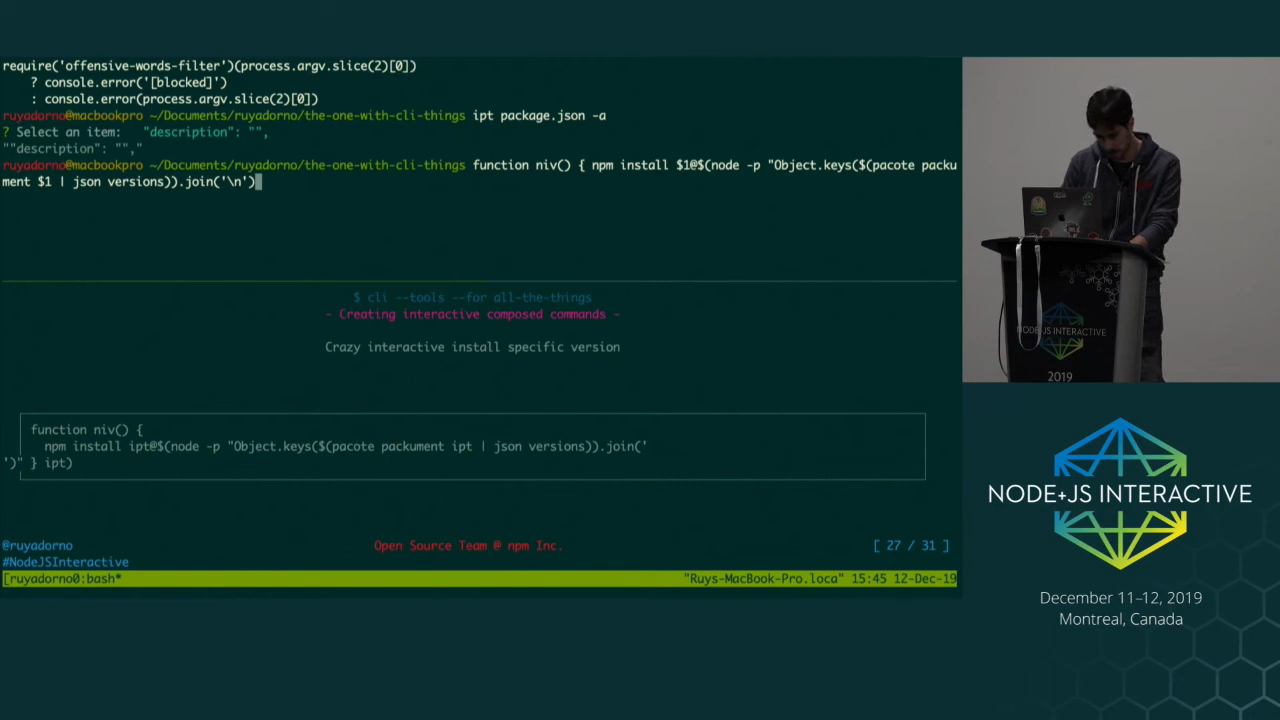 require('offensive-words-filter')(process.argv.slice(2)[0])
? console.error('[blocked]')
: console.error(process.argv.slice(2)[0])
ruyadorno@macbookpro ~/Documents/ruyadorno/the-one-with-cli-things ipt package.json -a
? Select an item: "description": "",
""description": "","
ruyadorno@macbookpro ~/Documents/ruyadorno/the-one-with-cli-things function niv() { npm install $1@$(node -p "Object.keys($(pacote packu
ment $1 | json versions)).join('\n')
$ cli --tools --for all-the-things
- Creating interactive composed commands -
Crazy interactive install specific version
function niv() {
npm install ipt@$(node -p "Object.keys($(pacote packument ipt | json versions)).join('
')" } ipt)
@ruyadorno
Open Source Team @ npm Inc.
[ 27 / 31 ]
#NodeJSInteractive
[ruyadorno0:bash*
"Ruys-MacBook-Pro.loca" 15:45 12-Dec-19
NODE JS INTERACTIVE
2019
NODE+JS INTERACTIVE
December 11–12, 2019
Montreal, Canada